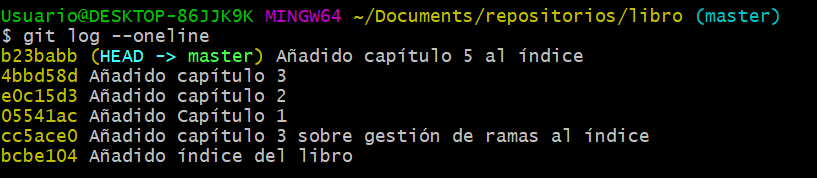 Usuario@DESKTOP-86JJK9K MINGW64 ~/Documents/repositorios/libro (master)
$ git log --oneline
b23babb (HEAD -> master) Añadido capítulo 5 al índice
4bbd58d Añadido capítulo 3
e0c15d3 Añadido capítulo 2
05541ac Añadido Capítulo 1
cc5ace0 Añadido capítulo 3 sobre gestión de ramas al índice
bcbe104 Añadido índice del libro